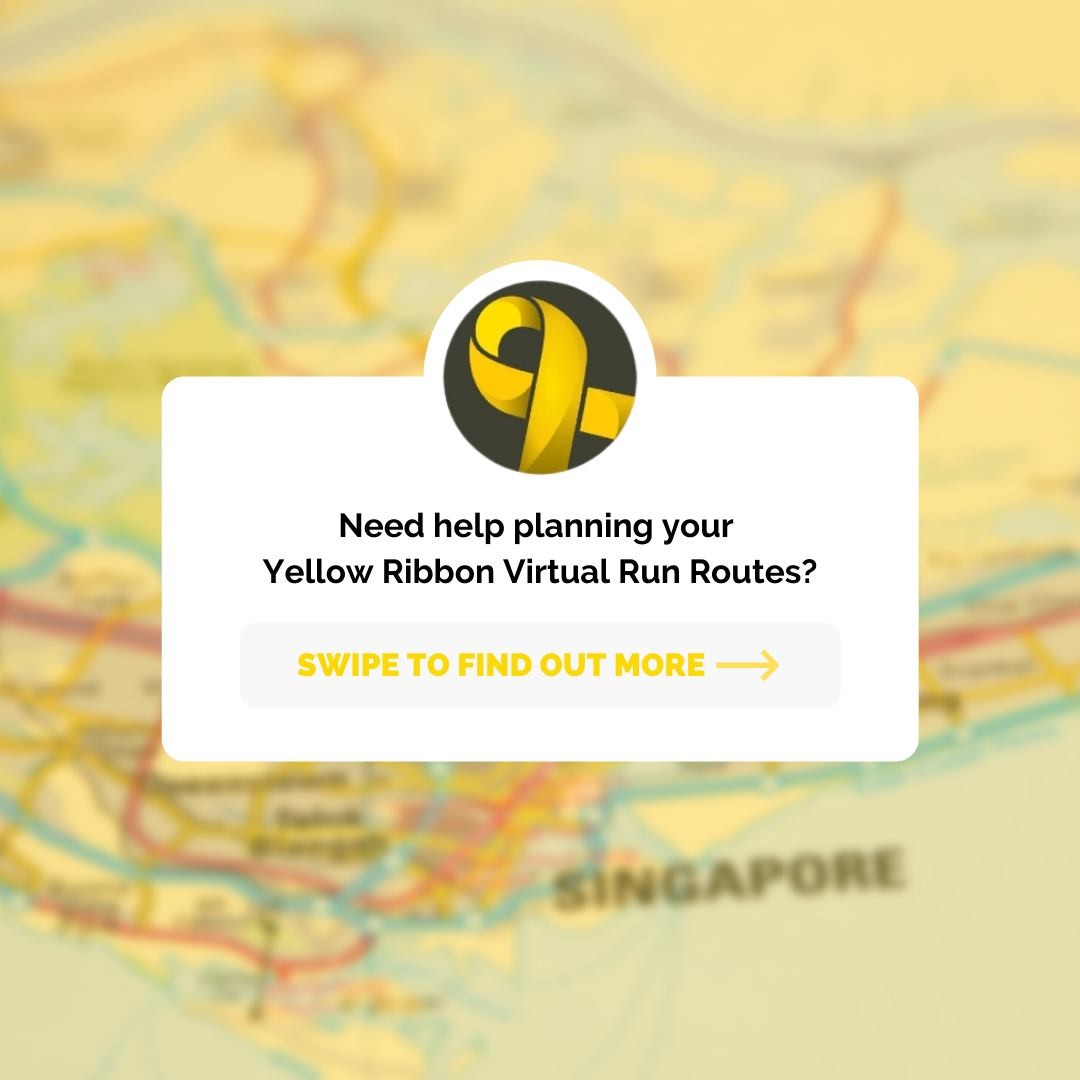 Need help planning your
Yellow Ribbon Virtual Run Routes?
SWIPE TO FIND OUT MORE
SINGAPORE